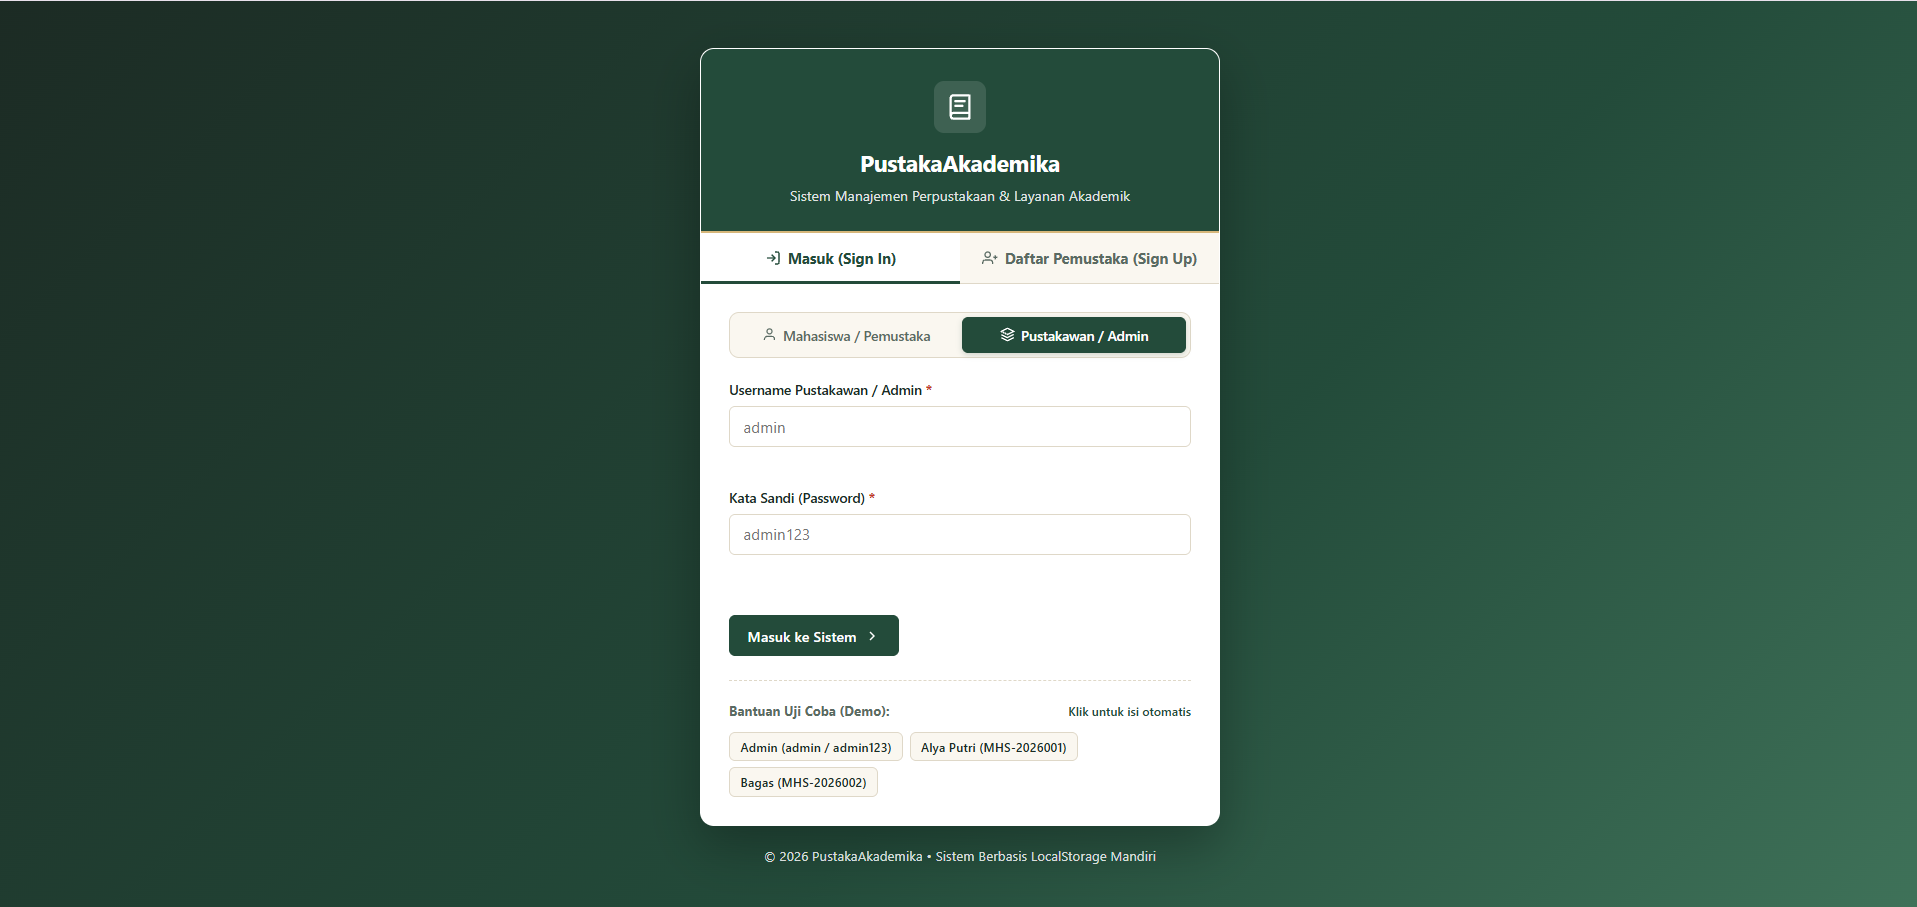 PustakaAkademika
Sistem Manajemen Perpustakaan & Layanan Akademik
Masuk (Sign In)
Daftar Pemustaka (Sign Up)
Mahasiswa / Pemustaka
Pustakawan / Admin
Username Pustakawan / Admin *
admin
Kata Sandi (Password) *
admin123
Masuk ke Sistem
Bantuan Uji Coba (Demo):
Klik untuk isi otomatis
Admin (admin / admin123)
Alya Putri (MHS-2026001)
Bagas (MHS-2026002)
© 2026 PustakaAkademika • Sistem Berbasis LocalStorage Mandiri